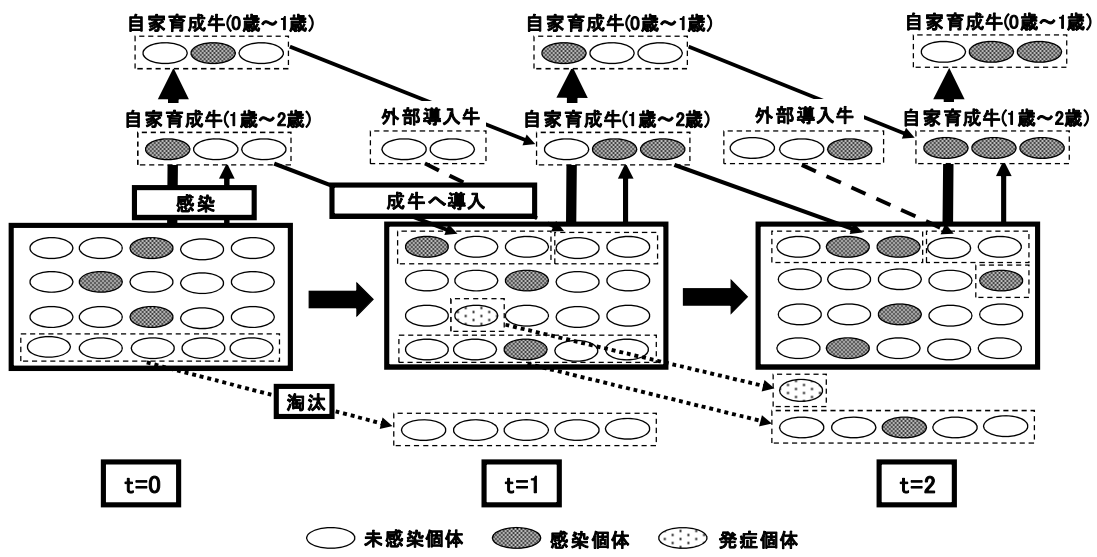 自家育成牛(0歳～1歳)
自家育成牛(0歳～1歳)
自家育成牛(0歳～1歳)
自家育成牛(1歳～2歳)
外部導入牛
自家育成牛(1歳～2歳)
外部導入牛
自家育成牛(1歳～2歳)
感染
成牛へ導入
淘汰
t=0
t=1
t=2
未感染個体
感染個体
発症個体